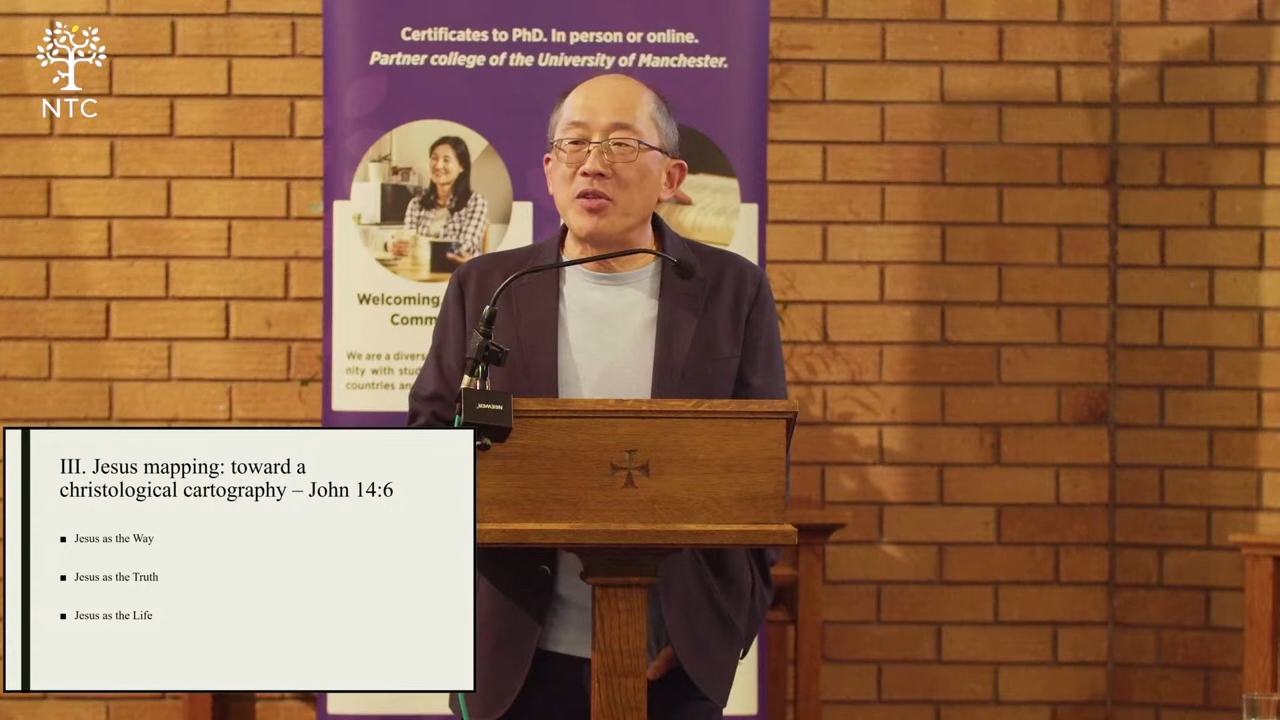 NTC
Certificates to PhD. In person or online.
Partner college of the University of Manchester.
Welcoming
Comm
We are a divers
nity with stud
countries an
NEEWER
III. Jesus mapping: toward a
christological cartography – John 14:6
■ Jesus as the Way
■ Jesus as the Truth
■ Jesus as the Life